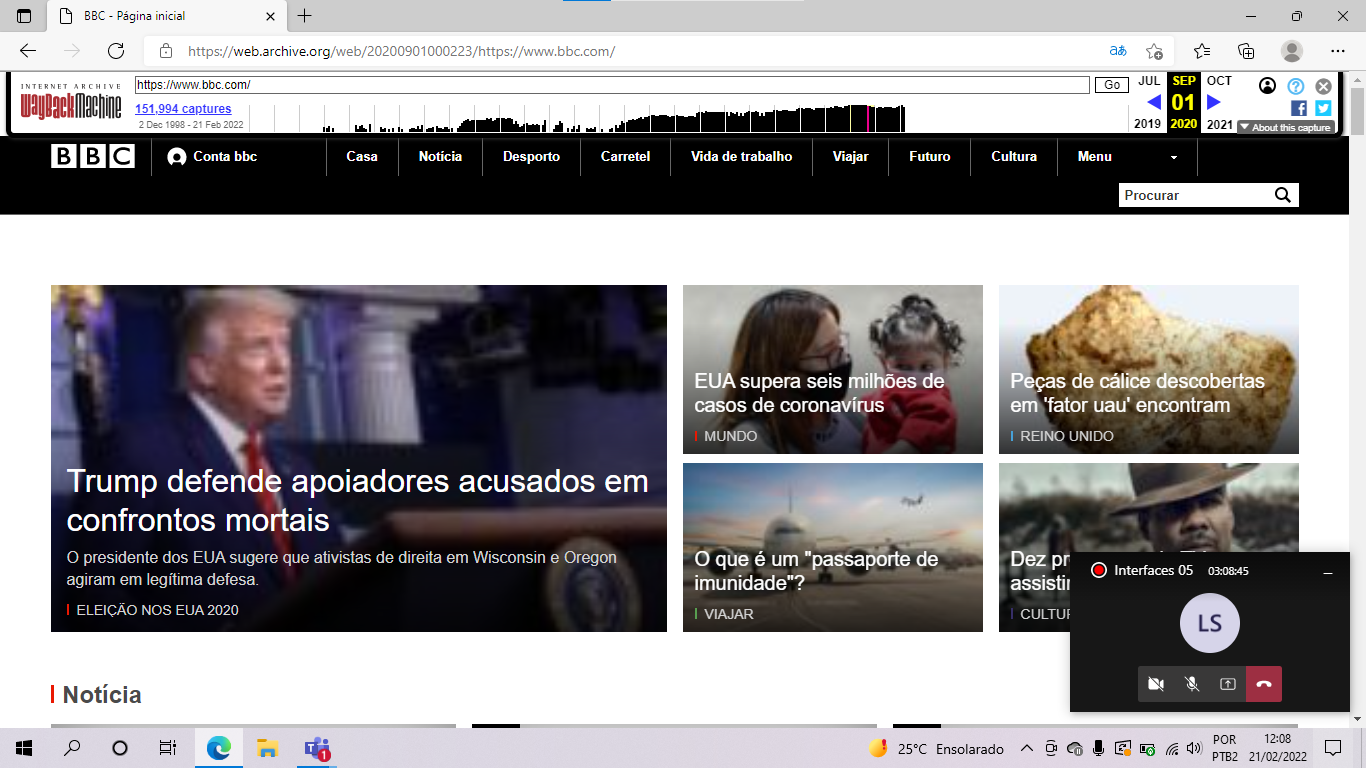 BBC - Página inicial
https://web.archive.org/web/20200901000223/https://www.bbc.com/
INTERNET ARCHIVE
WayBackMachine
https://www.bbc.com/
Go
151,994 captures
2 Dec 1998 - 21 Feb 2022
JUL SEP OCT
01
2019 2020 2021
About this capture
BBC
Conta bbc
Casa Notícia Desporto Carretel Vida de trabalho Viajar Futuro Cultura Menu
Procurar
Trump defende apoiadores acusados em
confrontos mortais
O presidente dos EUA sugere que ativistas de direita em Wisconsin e Oregon
agiram em legítima defesa.
ELEIÇÃO NOS EUA 2020
EUA supera seis milhões de
casos de coronavírus
MUNDO
Peças de cálice descobertas
em 'fator uau' encontram
REINO UNIDO
O que é um "passaporte de
imunidade"?
VIAJAR
Dez
Interfaces 05 03:08:45
LS
Notícia
1
25°C Ensolarado
POR
PTB2
12:08
21/02/2022